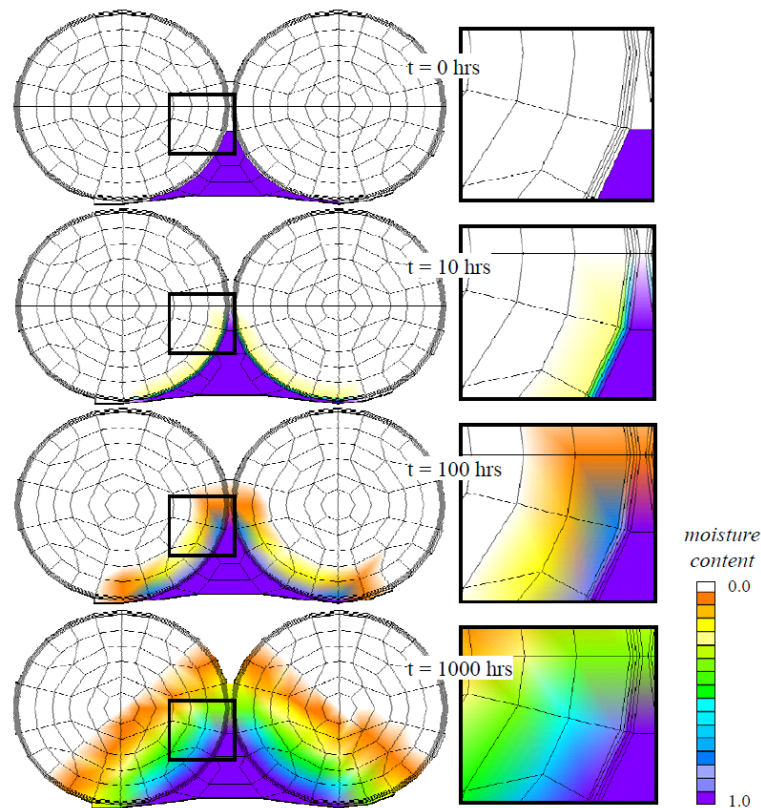 t = 0 hrs
t = 10 hrs
t = 100 hrs
t = 1000 hrs
moisture
content
0.0
1.0